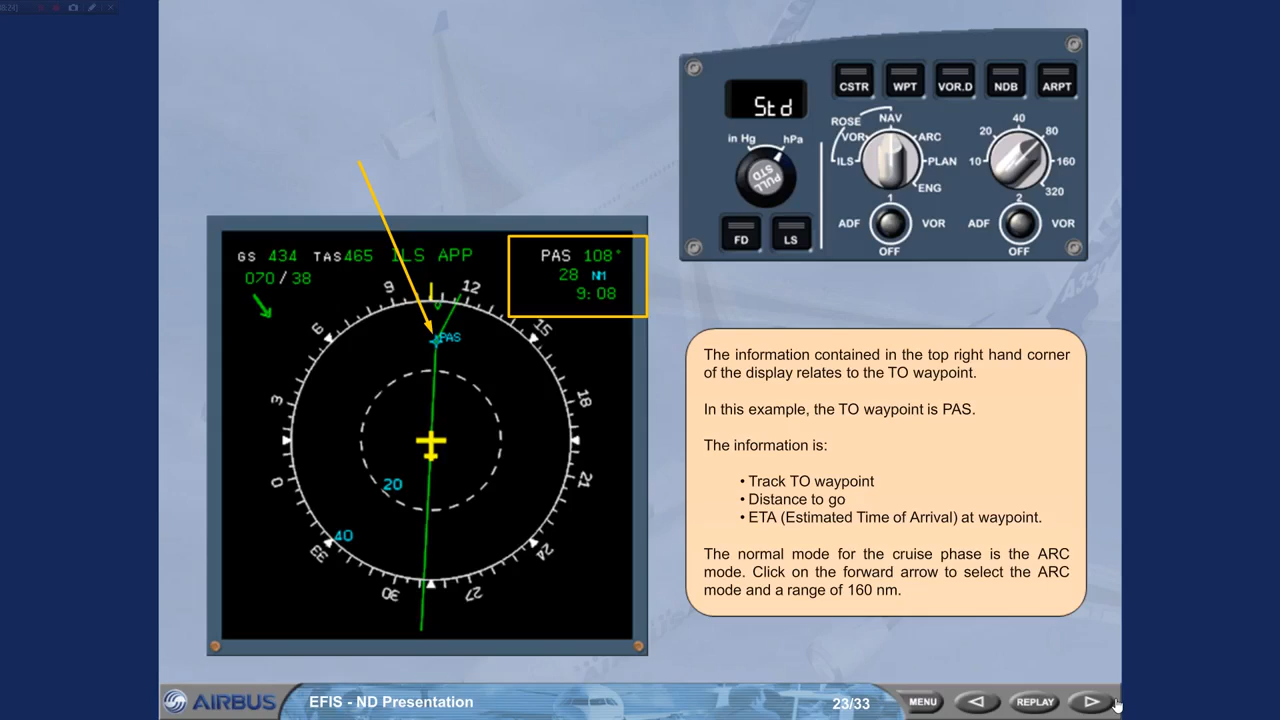 Std
CSTR WPT VOR.D NDB ARPT
in Hg hPa
PULL STD
ROSE NAV
VOR ARC
ILS PLAN
ENG
10 20 40 80 160 320
FD LS
1
ADF VOR
OFF
2
ADF VOR
OFF
GS 434 TAS465 ILS APP
070 / 38
PAS 108°
28 NM
9:08
9 12
6 15
PAS
3 18
0 21
20
40
33 24
30 27
The information contained in the top right hand corner
of the display relates to the TO waypoint.
In this example, the TO waypoint is PAS.
The information is:
• Track TO waypoint
• Distance to go
• ETA (Estimated Time of Arrival) at waypoint.
The normal mode for the cruise phase is the ARC
mode. Click on the forward arrow to select the ARC
mode and a range of 160 nm.
AIRBUS EFIS - ND Presentation 23/33 MENU REPLAY